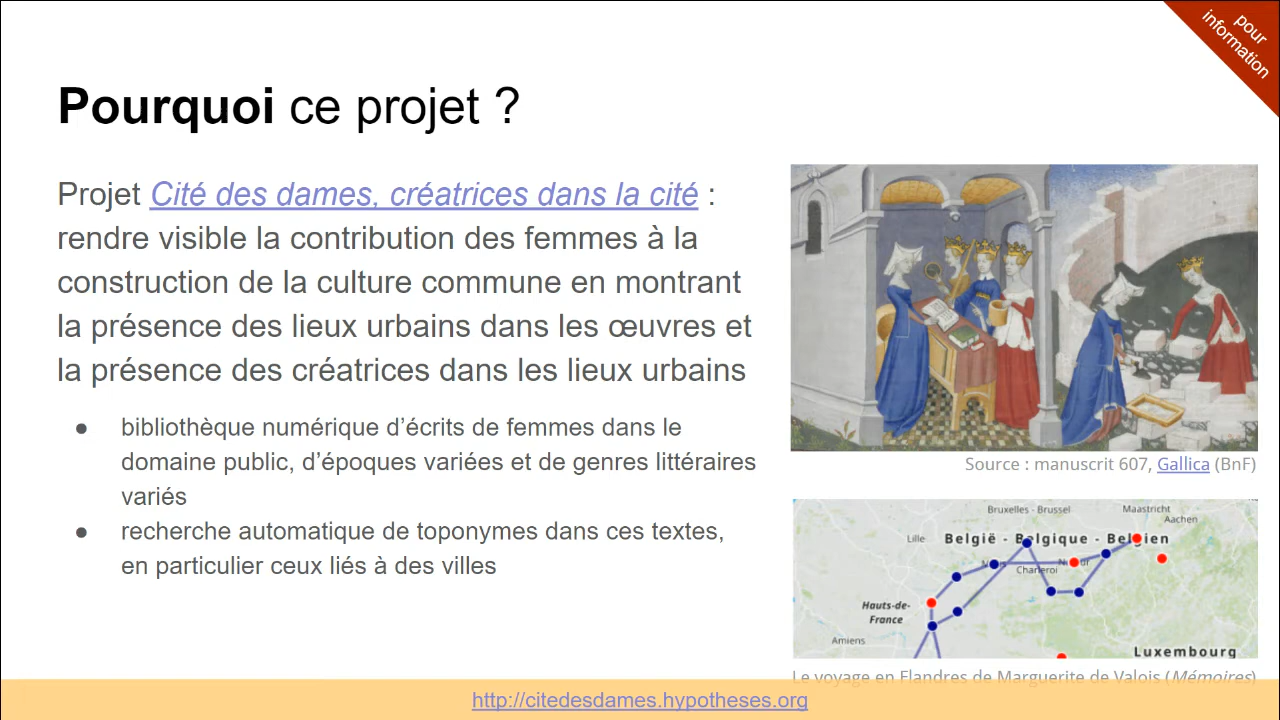 pour
information
Pourquoi ce projet ?
Projet Cité des dames, créatrices dans la cité :
rendre visible la contribution des femmes à la
construction de la culture commune en montrant
la présence des lieux urbains dans les œuvres et
la présence des créatrices dans les lieux urbains
● bibliothèque numérique d’écrits de femmes dans le
domaine public, d’époques variées et de genres littéraires
variés
● recherche automatique de toponymes dans ces textes,
en particulier ceux liés à des villes
Source : manuscrit 607, Gallica (BnF)
Bruxelles - Brussel
Maastricht
Aachen
Lille
België - Belgique - Belgien
Charleroi
Hauts-de-
France
Amiens
Luxembourg
Le voyage en Flandres de Marguerite de Valois (Mémoires)
http://citedesdames.hypotheses.org